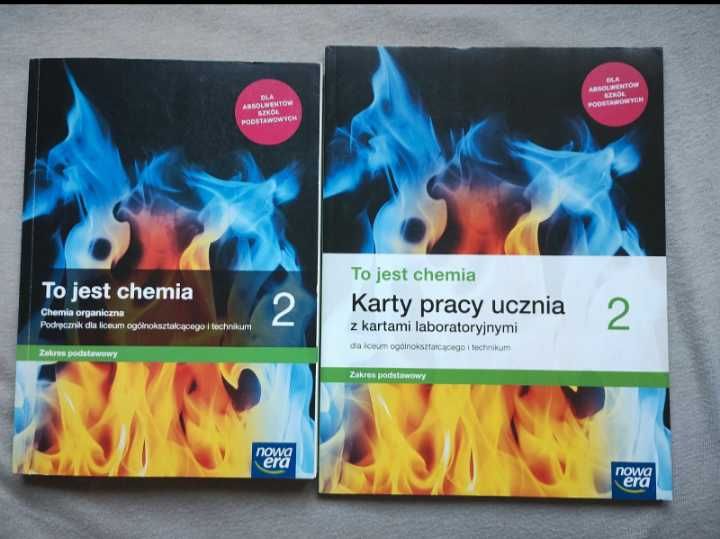 DLA
ABSOLWENTÓW
SZKÓŁ
PODSTAWOWYCH
To jest chemia
2
Chemia organiczna
Podręcznik dla liceum ogólnokształcącego i technikum
Zakres podstawowy
nowa
era
DLA
ABSOLWENTÓW
SZKÓŁ
PODSTAWOWYCH
To jest chemia
Karty pracy ucznia
2
z kartami laboratoryjnymi
dla liceum ogólnokształcącego i technikum
Zakres podstawowy
nowa
era